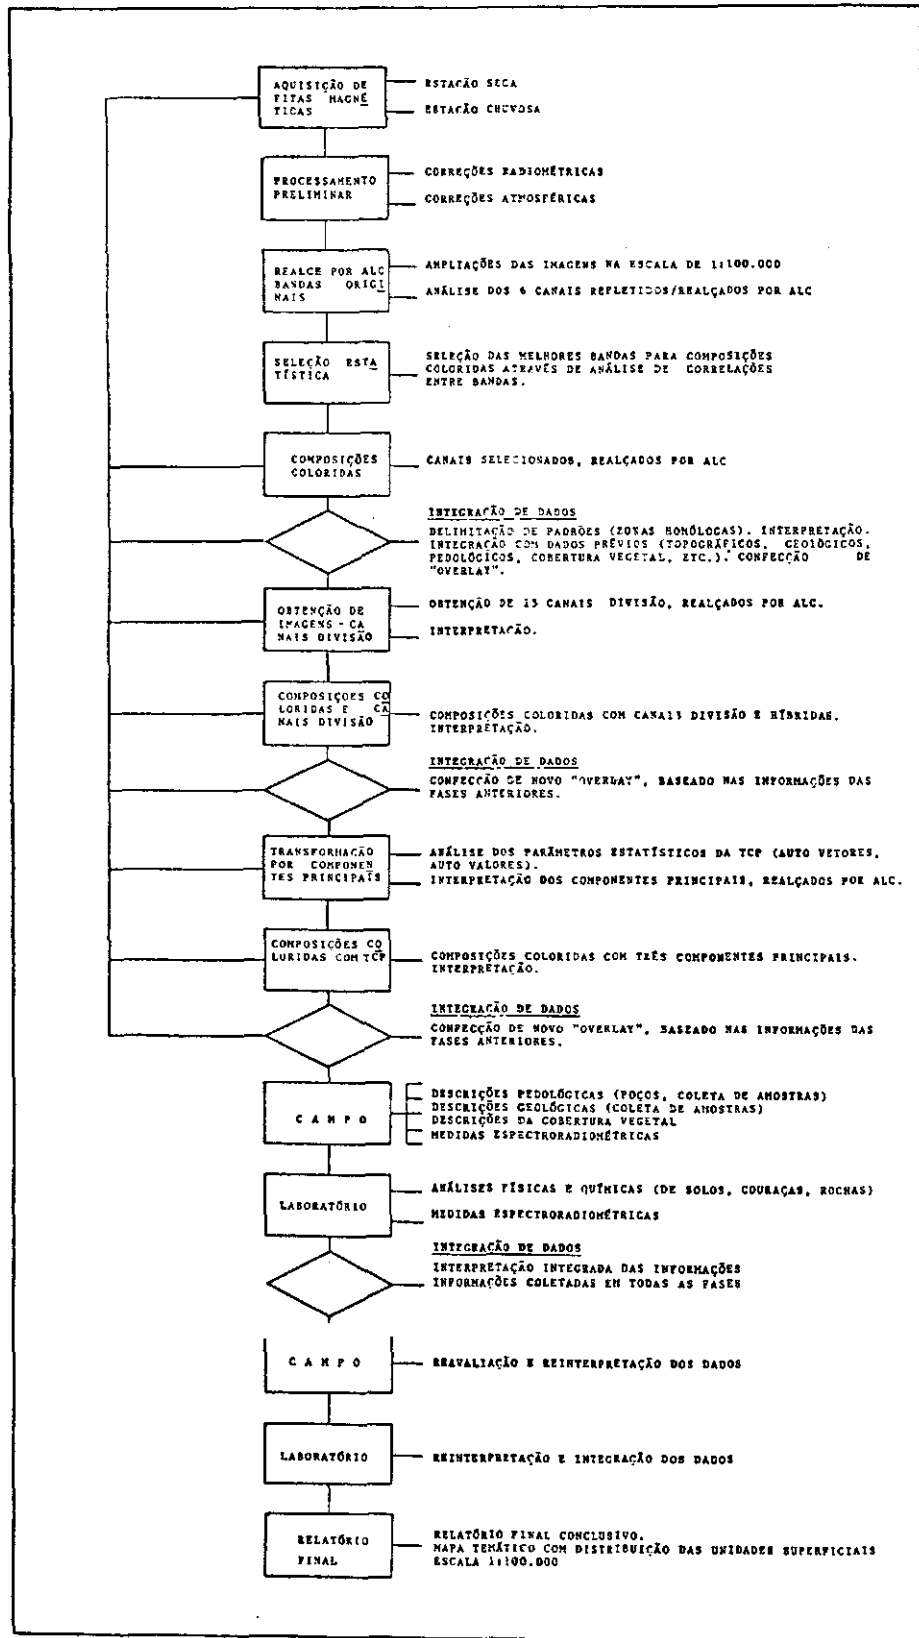 AQUISIÇÃO DE
FITAS MAGNÉ
TICAS
ESTAÇÃO SECA
ESTAÇÃO CHUVOSA
PROCESSAMENTO
PRELIMINAR
CORREÇÕES RADIOMÉTRICAS
CORREÇÕES ATMOSFÉRICAS
REALCE POR ALC
BANDAS ORIGI
NAIS
AMPLIAÇÕES DAS IMAGENS NA ESCALA DE 1:100.000
ANÁLISE DOS 6 CANAIS REFLETIDOS/REALÇADOS POR ALC
SELEÇÃO ESTA
TÍSTICA
SELEÇÃO DAS MELHORES BANDAS PARA COMPOSIÇÕES
COLORIDAS ATRAVÉS DE ANÁLISE DE CORRELAÇÕES
ENTRE BANDAS.
COMPOSIÇÕES
COLORIDAS
CANAIS SELECIONADOS, REALÇADOS POR ALC
INTEGRAÇÃO DE DADOS
DELIMITAÇÃO DE PADRÕES (ZONAS HOMÓLOGAS). INTERPRETAÇÃO.
INTEGRAÇÃO COM DADOS PRÉVIOS (TOPOGRÁFICOS, GEOLÓGICOS,
PEDOLÓGICOS, COBERTURA VEGETAL, ETC.). CONFECÇÃO DE
"OVERLAY".
OBTENÇÃO DE
IMAGENS - CA
NAIS DIVISÃO
OBTENÇÃO DE 15 CANAIS DIVISÃO, REALÇADOS POR ALC.
INTERPRETAÇÃO.
COMPOSIÇÕES CO
LORIDAS E CA
NAIS DIVISÃO
COMPOSIÇÕES COLORIDAS COM CANAIS DIVISÃO E HÍBRIDAS.
INTERPRETAÇÃO.
INTEGRAÇÃO DE DADOS
CONFECÇÃO DE NOVO "OVERLAY", BASEADO NAS INFORMAÇÕES DAS
FASES ANTERIORES.
TRANSFORMAÇÃO
POR COMPONEN
TES PRINCIPAIS
ANÁLISE DOS PARÂMETROS ESTATÍSTICOS DA TCP (AUTO VETORES,
AUTO VALORES).
INTERPRETAÇÃO DOS COMPONENTES PRINCIPAIS, REALÇADOS POR ALC.
COMPOSIÇÕES CO
LORIDAS COM TCP
COMPOSIÇÕES COLORIDAS COM TRÊS COMPONENTES PRINCIPAIS.
INTERPRETAÇÃO.
INTEGRAÇÃO DE DADOS
CONFECÇÃO DE NOVO "OVERLAY", BASEADO NAS INFORMAÇÕES DAS
FASES ANTERIORES.
CAMPO
DESCRIÇÕES PEDOLÓGICAS (POÇOS, COLETA DE AMOSTRAS)
DESCRIÇÕES GEOLÓGICAS (COLETA DE AMOSTRAS)
DESCRIÇÕES DA COBERTURA VEGETAL
MEDIDAS ESPECTRORADIOMÉTRICAS
LABORATÓRIO
ANÁLISES FÍSICAS E QUÍMICAS (DE SOLOS, COURAÇAS, ROCHAS)
MEDIDAS ESPECTRORADIOMÉTRICAS
INTEGRAÇÃO DE DADOS
INTERPRETAÇÃO INTEGRADA DAS INFORMAÇÕES
INFORMAÇÕES COLETADAS EM TODAS AS FASES
CAMPO
REAVALIAÇÃO E REINTERPRETAÇÃO DOS DADOS
LABORATÓRIO
REINTERPRETAÇÃO E INTEGRAÇÃO DOS DADOS
RELATÓRIO
FINAL
RELATÓRIO FINAL CONCLUSIVO.
MAPA TEMÁTICO COM DISTRIBUIÇÃO DAS UNIDADES SUPERFICIAIS
ESCALA 1:100.000